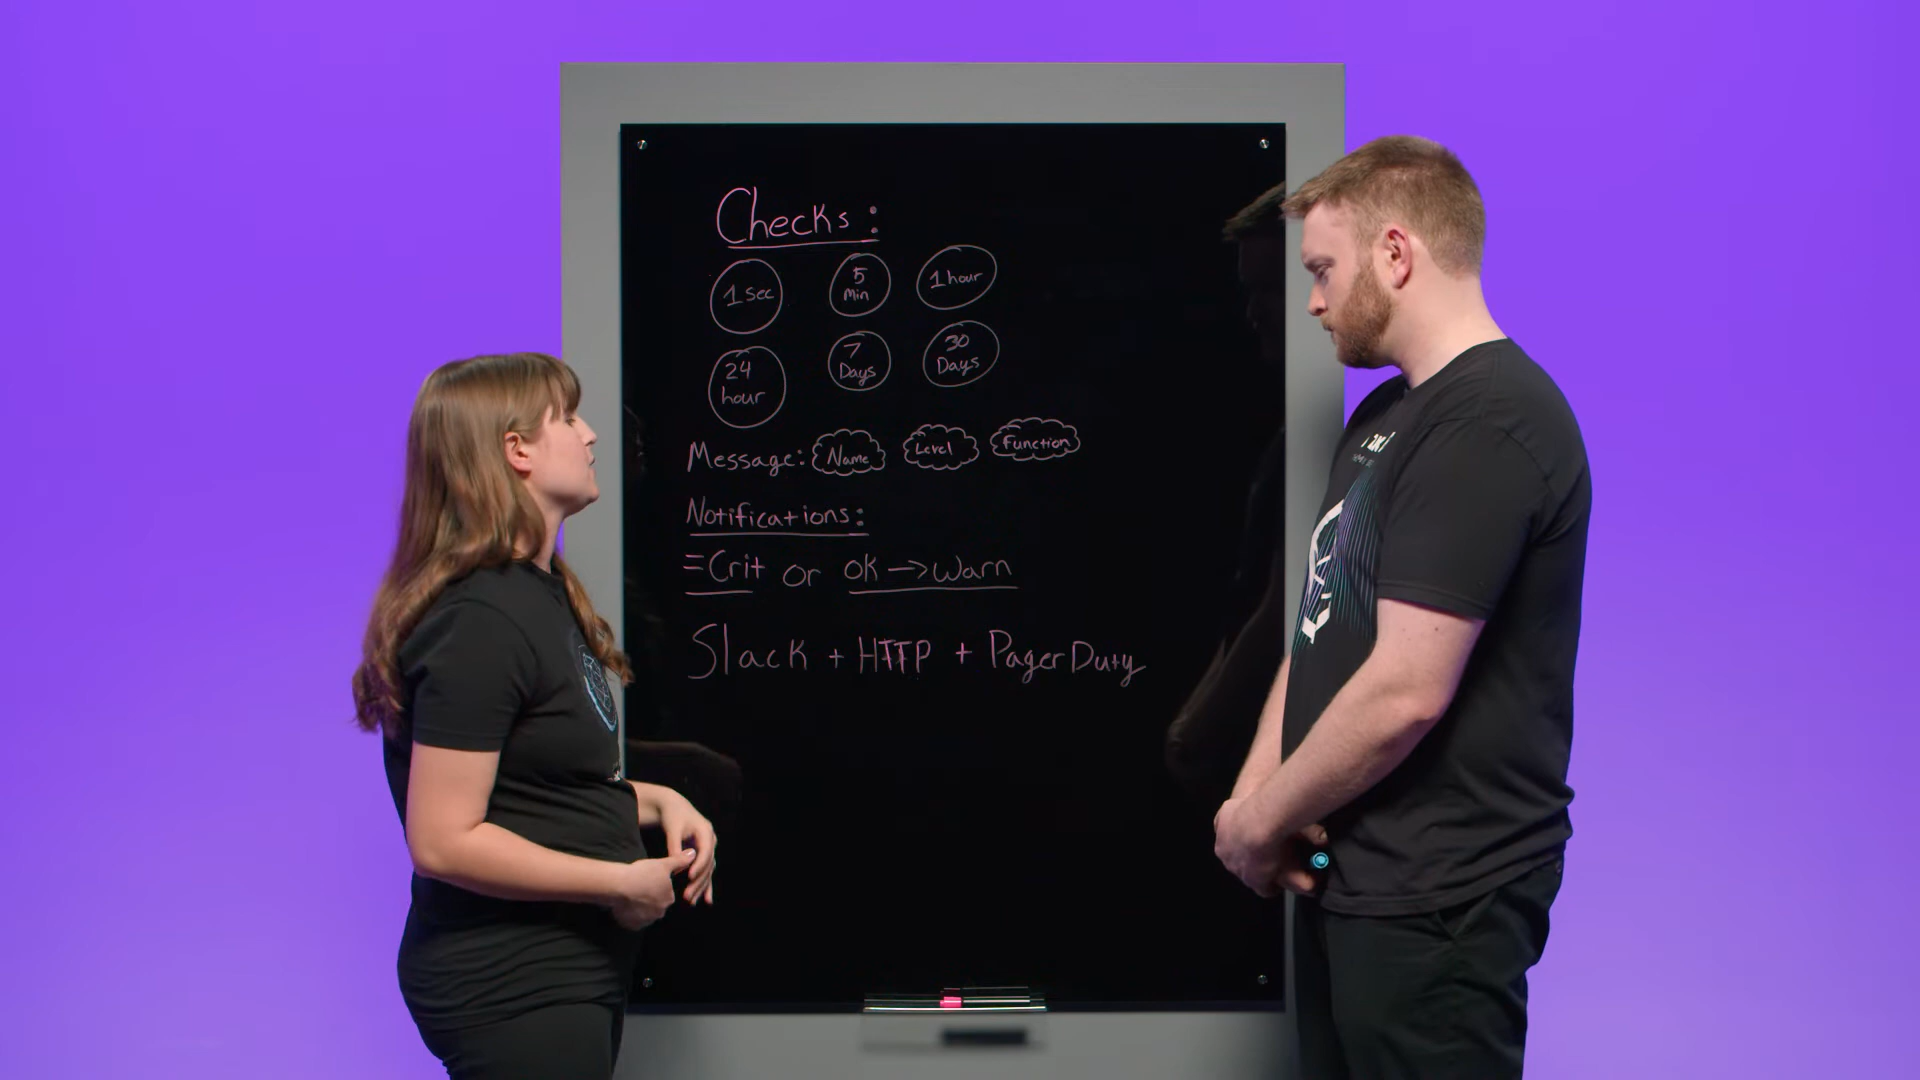 Checks:
1 sec 5 Min 1 hour
24 hour 7 Days 30 Days
Message: Name Level Function
Notifications:
=Crit or ok→Warn
Slack + HTTP + PagerDuty